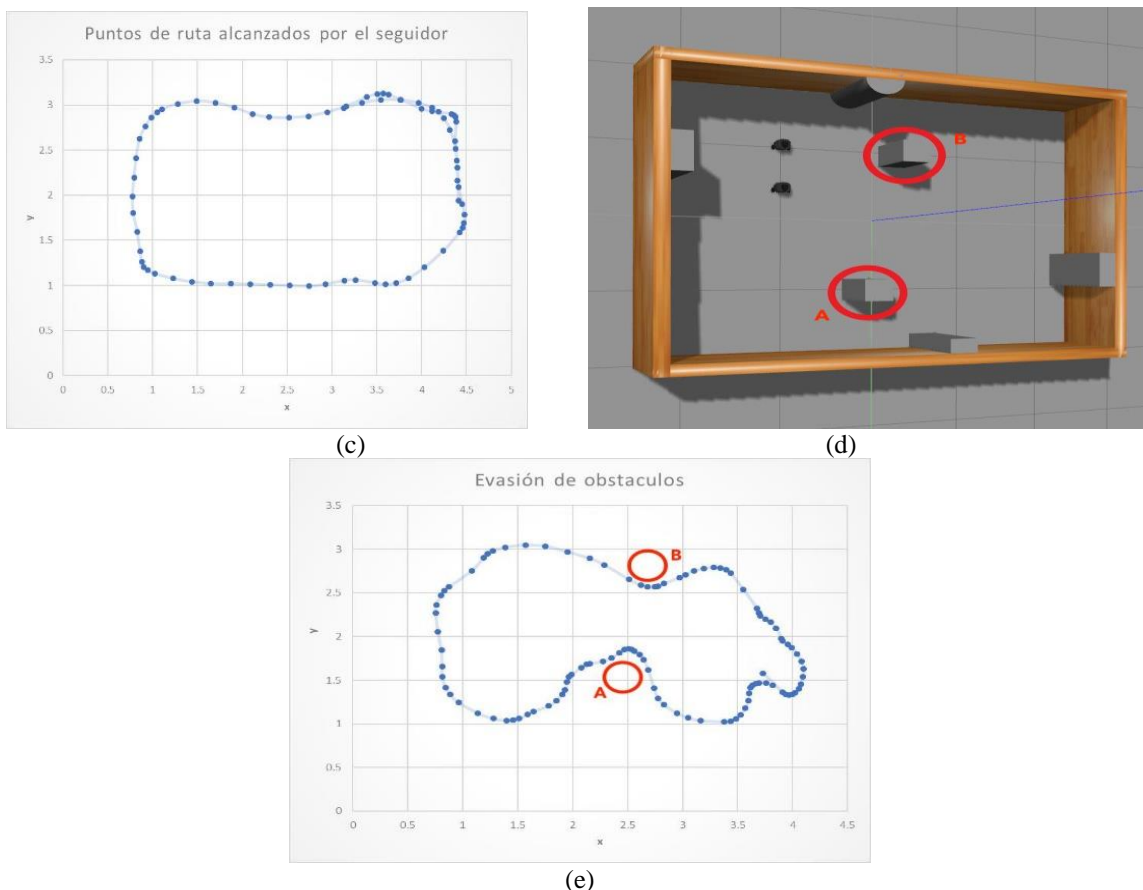 Puntos de ruta alcanzados por el seguidor
3.5
3
2.5
2
1.5
1
0.5
0
y
0 0.5 1 1.5 2 2.5 3 3.5 4 4.5 5
x
(c)
B
A
(d)
Evasión de obstaculos
3.5
3
2.5
2
1.5
1
0.5
0
y
B
A
0 0.5 1 1.5 2 2.5 3 3.5 4 4.5
x
(e)